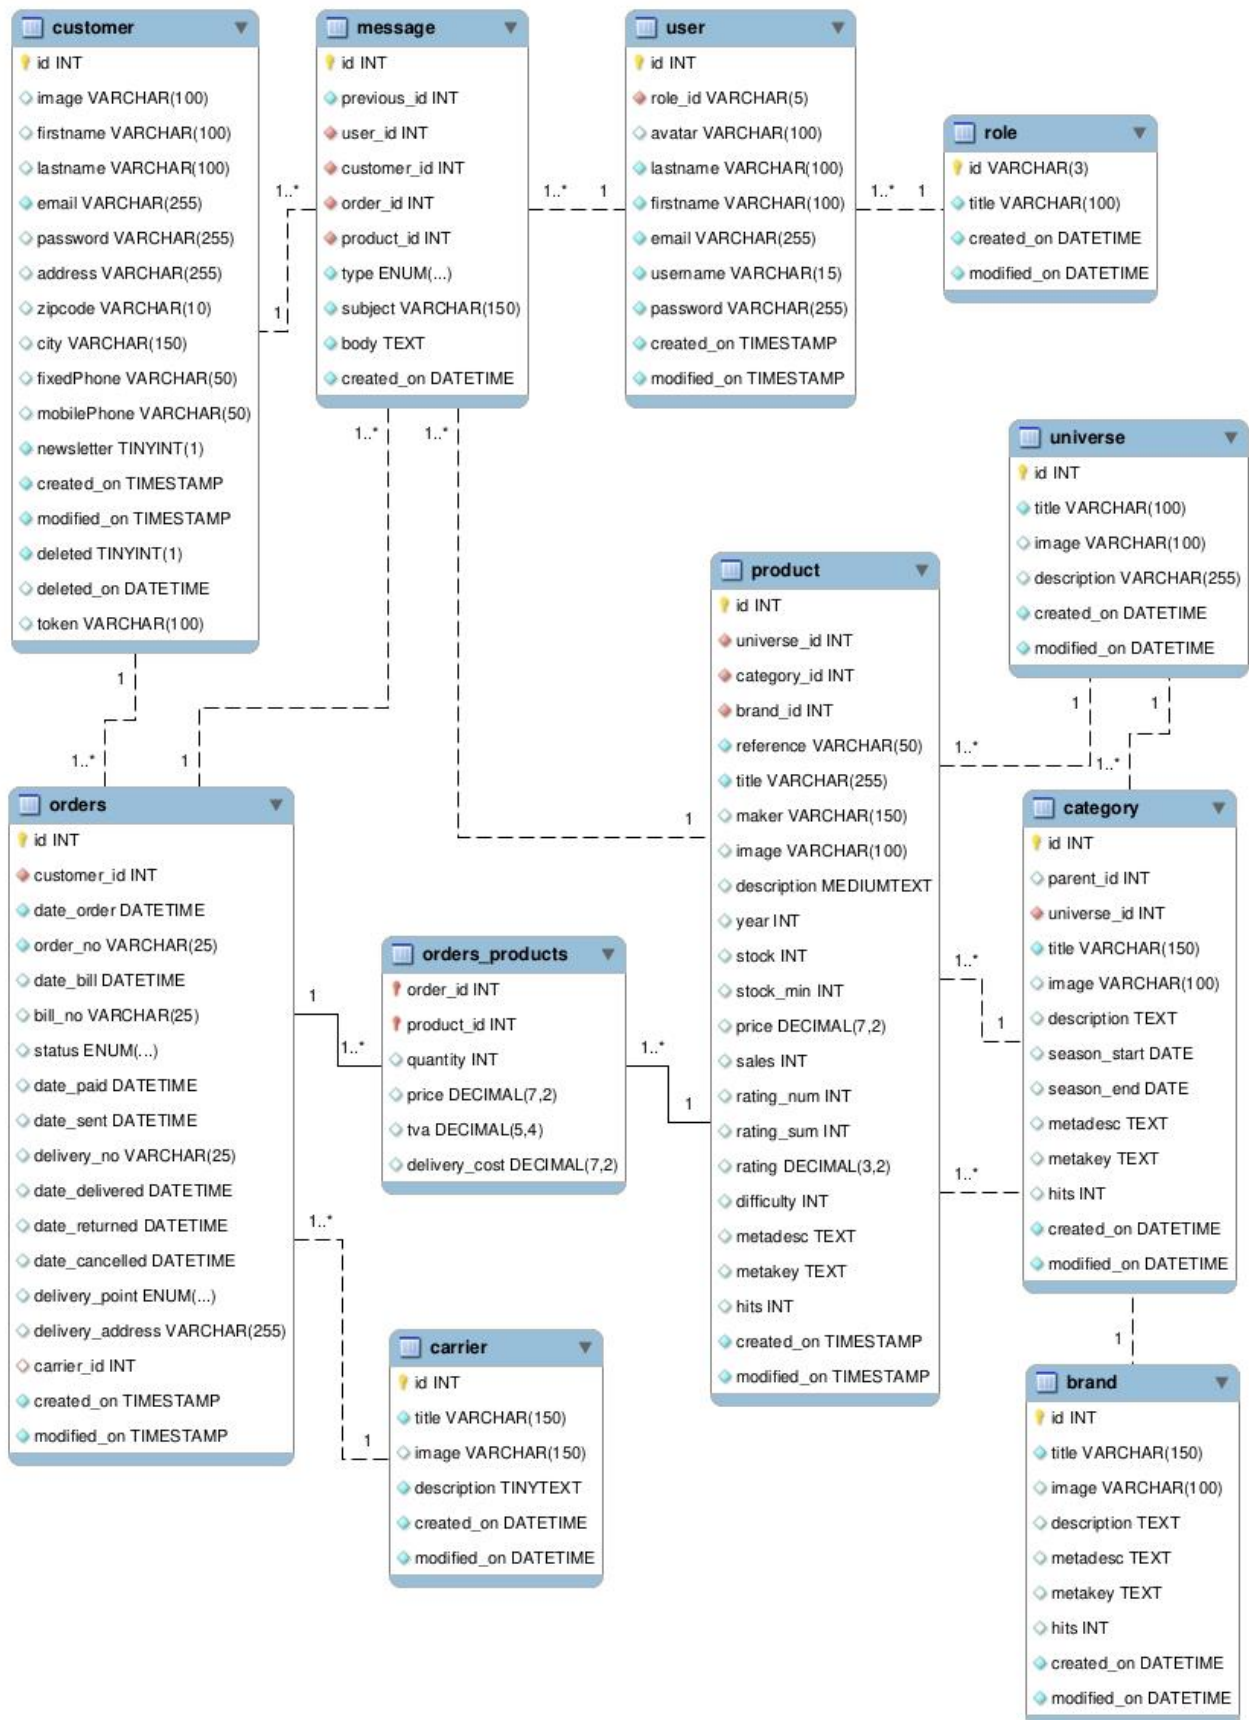 customer
id INT
image VARCHAR(100)
firstname VARCHAR(100)
lastname VARCHAR(100)
email VARCHAR(255)
password VARCHAR(255)
address VARCHAR(255)
zipcode VARCHAR(10)
city VARCHAR(150)
fixedPhone VARCHAR(50)
mobilePhone VARCHAR(50)
newsletter TINYINT(1)
created_on TIMESTAMP
modified_on TIMESTAMP
deleted TINYINT(1)
deleted_on DATETIME
token VARCHAR(100)
1..*
1
message
id INT
previous_id INT
user_id INT
customer_id INT
order_id INT
product_id INT
type ENUM(...)
subject VARCHAR(150)
body TEXT
created_on DATETIME
1..*
1
user
id INT
role_id VARCHAR(5)
avatar VARCHAR(100)
lastname VARCHAR(100)
firstname VARCHAR(100)
email VARCHAR(255)
username VARCHAR(15)
password VARCHAR(255)
created_on TIMESTAMP
modified_on TIMESTAMP
1..*
1
role
id VARCHAR(3)
title VARCHAR(100)
created_on DATETIME
modified_on DATETIME
1..*
1..*
universe
id INT
title VARCHAR(100)
image VARCHAR(100)
description VARCHAR(255)
created_on DATETIME
modified_on DATETIME
1
1
1
1..*
1
orders
id INT
customer_id INT
date_order DATETIME
order_no VARCHAR(25)
date_bill DATETIME
bill_no VARCHAR(25)
status ENUM(...)
date_paid DATETIME
date_sent DATETIME
delivery_no VARCHAR(25)
date_delivered DATETIME
date_returned DATETIME
date_cancelled DATETIME
delivery_point ENUM(...)
delivery_address VARCHAR(255)
carrier_id INT
created_on TIMESTAMP
modified_on TIMESTAMP
1
1..*
orders_products
order_id INT
product_id INT
quantity INT
price DECIMAL(7,2)
tva DECIMAL(5,4)
delivery_cost DECIMAL(7,2)
1..*
1
1..*
1
carrier
id INT
title VARCHAR(150)
image VARCHAR(150)
description TINYTEXT
created_on DATETIME
modified_on DATETIME
1
product
id INT
universe_id INT
category_id INT
brand_id INT
reference VARCHAR(50)
title VARCHAR(255)
maker VARCHAR(150)
image VARCHAR(100)
description MEDIUMTEXT
year INT
stock INT
stock_min INT
price DECIMAL(7,2)
sales INT
rating_num INT
rating_sum INT
rating DECIMAL(3,2)
difficulty INT
metadesc TEXT
metakey TEXT
hits INT
created_on TIMESTAMP
modified_on TIMESTAMP
1..*
1..*
1..*
1
1..*
category
id INT
parent_id INT
universe_id INT
title VARCHAR(150)
image VARCHAR(100)
description TEXT
season_start DATE
season_end DATE
metadesc TEXT
metakey TEXT
hits INT
created_on DATETIME
modified_on DATETIME
1
brand
id INT
title VARCHAR(150)
image VARCHAR(100)
description TEXT
metadesc TEXT
metakey TEXT
hits INT
created_on DATETIME
modified_on DATETIME